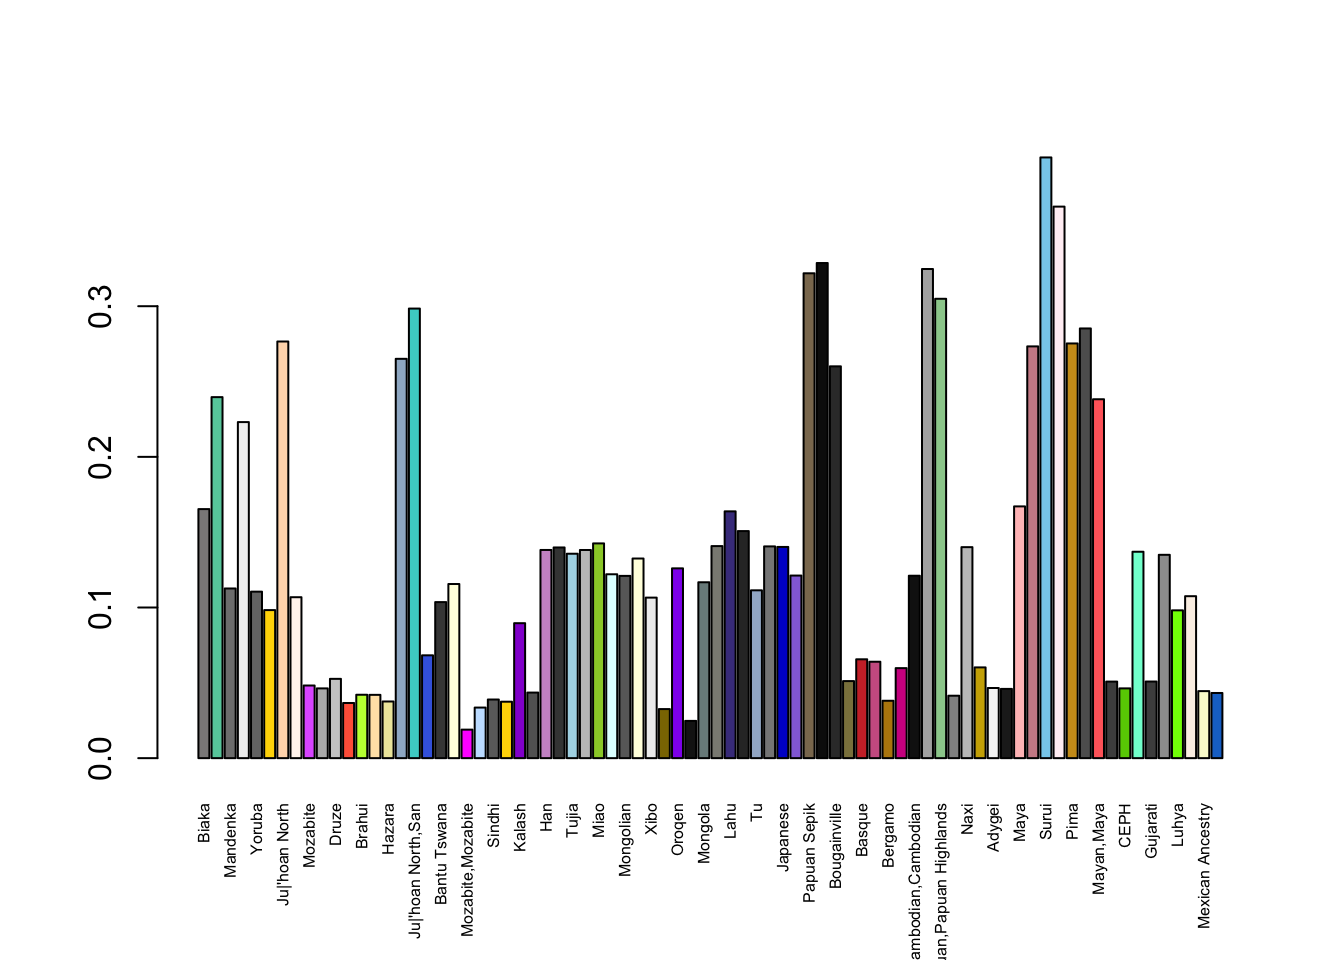 0.3
0.2
0.1
0.0
Biaka
Mandenka
Yoruba
Ju|'hoan North
Mozabite
Druze
Brahui
Hazara
Ju|'hoan North,San
Bantu Tswana
Mozabite,Mozabite
Sindhi
Kalash
Han
Tujia
Miao
Mongolian
Xibo
Oroqen
Mongola
Lahu
Tu
Japanese
Papuan Sepik
Bougainville
Basque
Bergamo
ambodian,Cambodian
uan,Papuan Highlands
Naxi
Adygei
Maya
Surui
Pima
Mayan,Maya
CEPH
Gujarati
Luhya
Mexican Ancestry